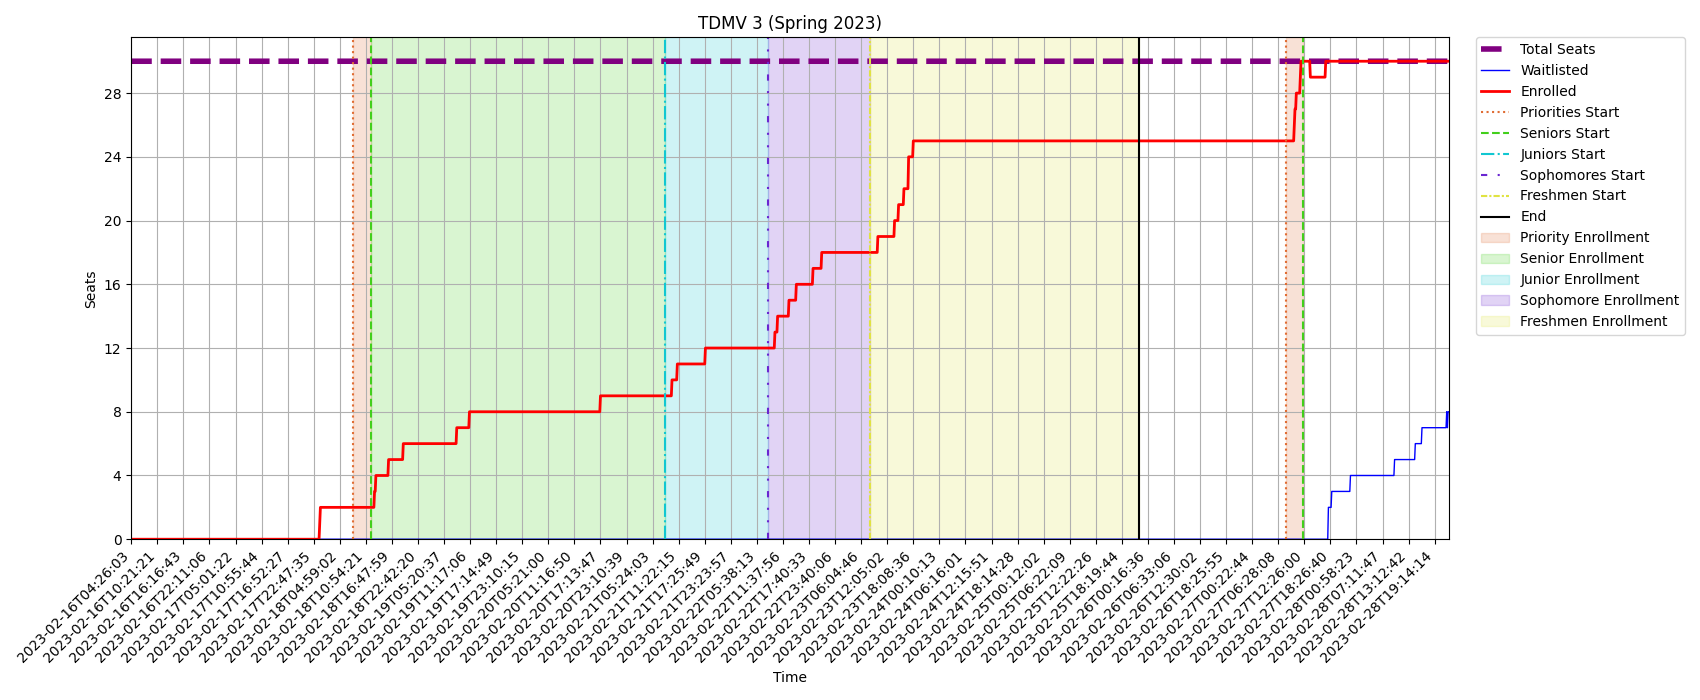 TDMV 3 (Spring 2023)
Seats
28
24
20
16
12
8
4
0
2023-02-16T04:26:03
2023-02-16T10:21:21
2023-02-16T16:16:43
2023-02-16T22:11:06
2023-02-17T05:01:22
2023-02-17T10:55:44
2023-02-17T16:52:27
2023-02-17T22:47:35
2023-02-18T04:59:02
2023-02-18T10:54:21
2023-02-18T16:47:59
2023-02-18T22:42:20
2023-02-19T05:20:37
2023-02-19T11:17:06
2023-02-19T17:14:49
2023-02-19T23:10:15
2023-02-20T05:21:00
2023-02-20T11:16:50
2023-02-20T17:13:47
2023-02-20T23:10:39
2023-02-21T05:24:03
2023-02-21T11:22:15
2023-02-21T17:25:49
2023-02-21T23:23:57
2023-02-22T05:38:13
2023-02-22T11:37:56
2023-02-22T17:40:33
2023-02-22T23:40:06
2023-02-23T06:04:46
2023-02-23T12:05:02
2023-02-23T18:08:36
2023-02-24T00:10:13
2023-02-24T06:16:01
2023-02-24T12:15:51
2023-02-24T18:14:28
2023-02-25T00:12:02
2023-02-25T06:22:09
2023-02-25T12:22:26
2023-02-25T18:19:44
2023-02-26T00:16:36
2023-02-26T06:33:06
2023-02-26T12:30:02
2023-02-26T18:25:55
2023-02-27T00:22:44
2023-02-27T06:28:08
2023-02-27T12:26:00
2023-02-27T18:26:40
2023-02-28T00:58:23
2023-02-28T07:11:47
2023-02-28T13:12:42
2023-02-28T19:14:14
Time
Total Seats
Waitlisted
Enrolled
Priorities Start
Seniors Start
Juniors Start
Sophomores Start
Freshmen Start
End
Priority Enrollment
Senior Enrollment
Junior Enrollment
Sophomore Enrollment
Freshmen Enrollment